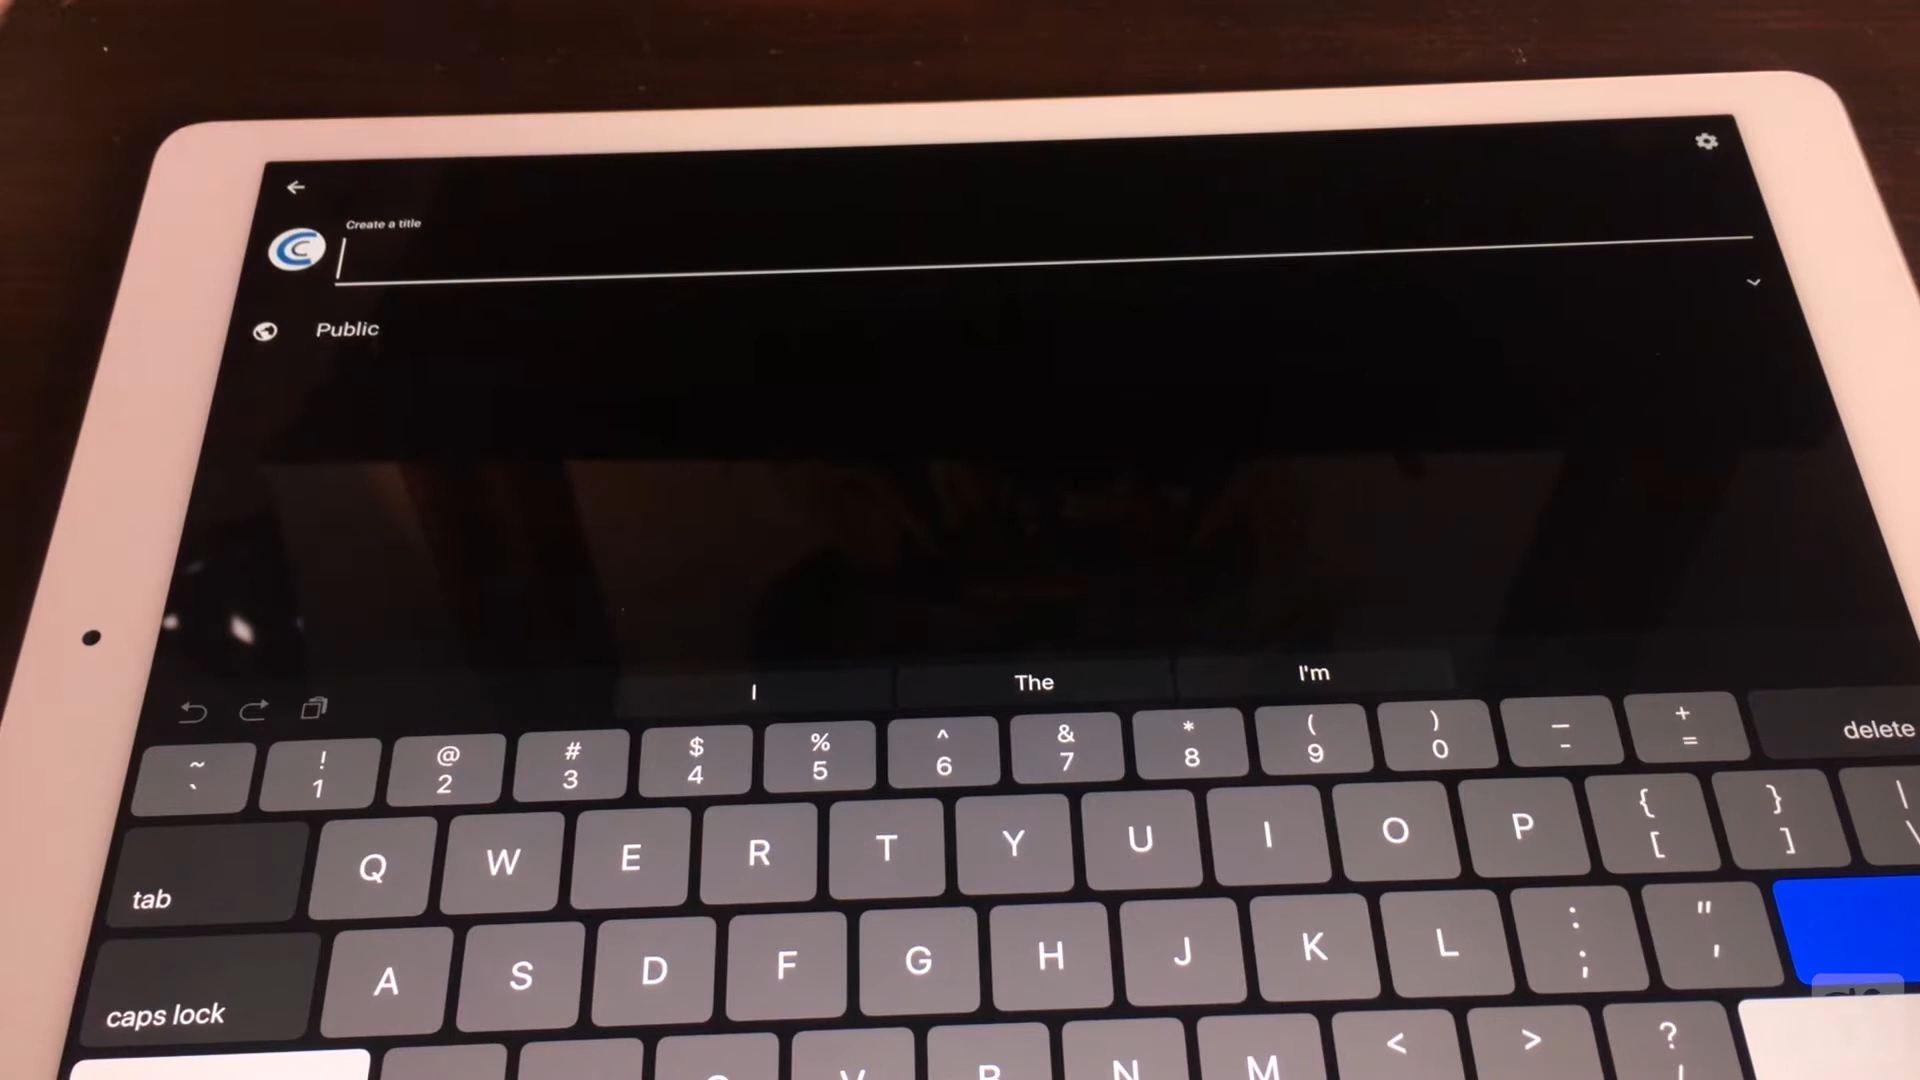 Create a title
Public
I The I'm
~ ! @ # $ % ^ & * ( ) _ +
` 1 2 3 4 5 6 7 8 9 0 - = delete
{ } |
tab Q W E R T Y U I O P [ ] \
: "
caps lock A S D F G H J K L ; '
V B N M < > ?